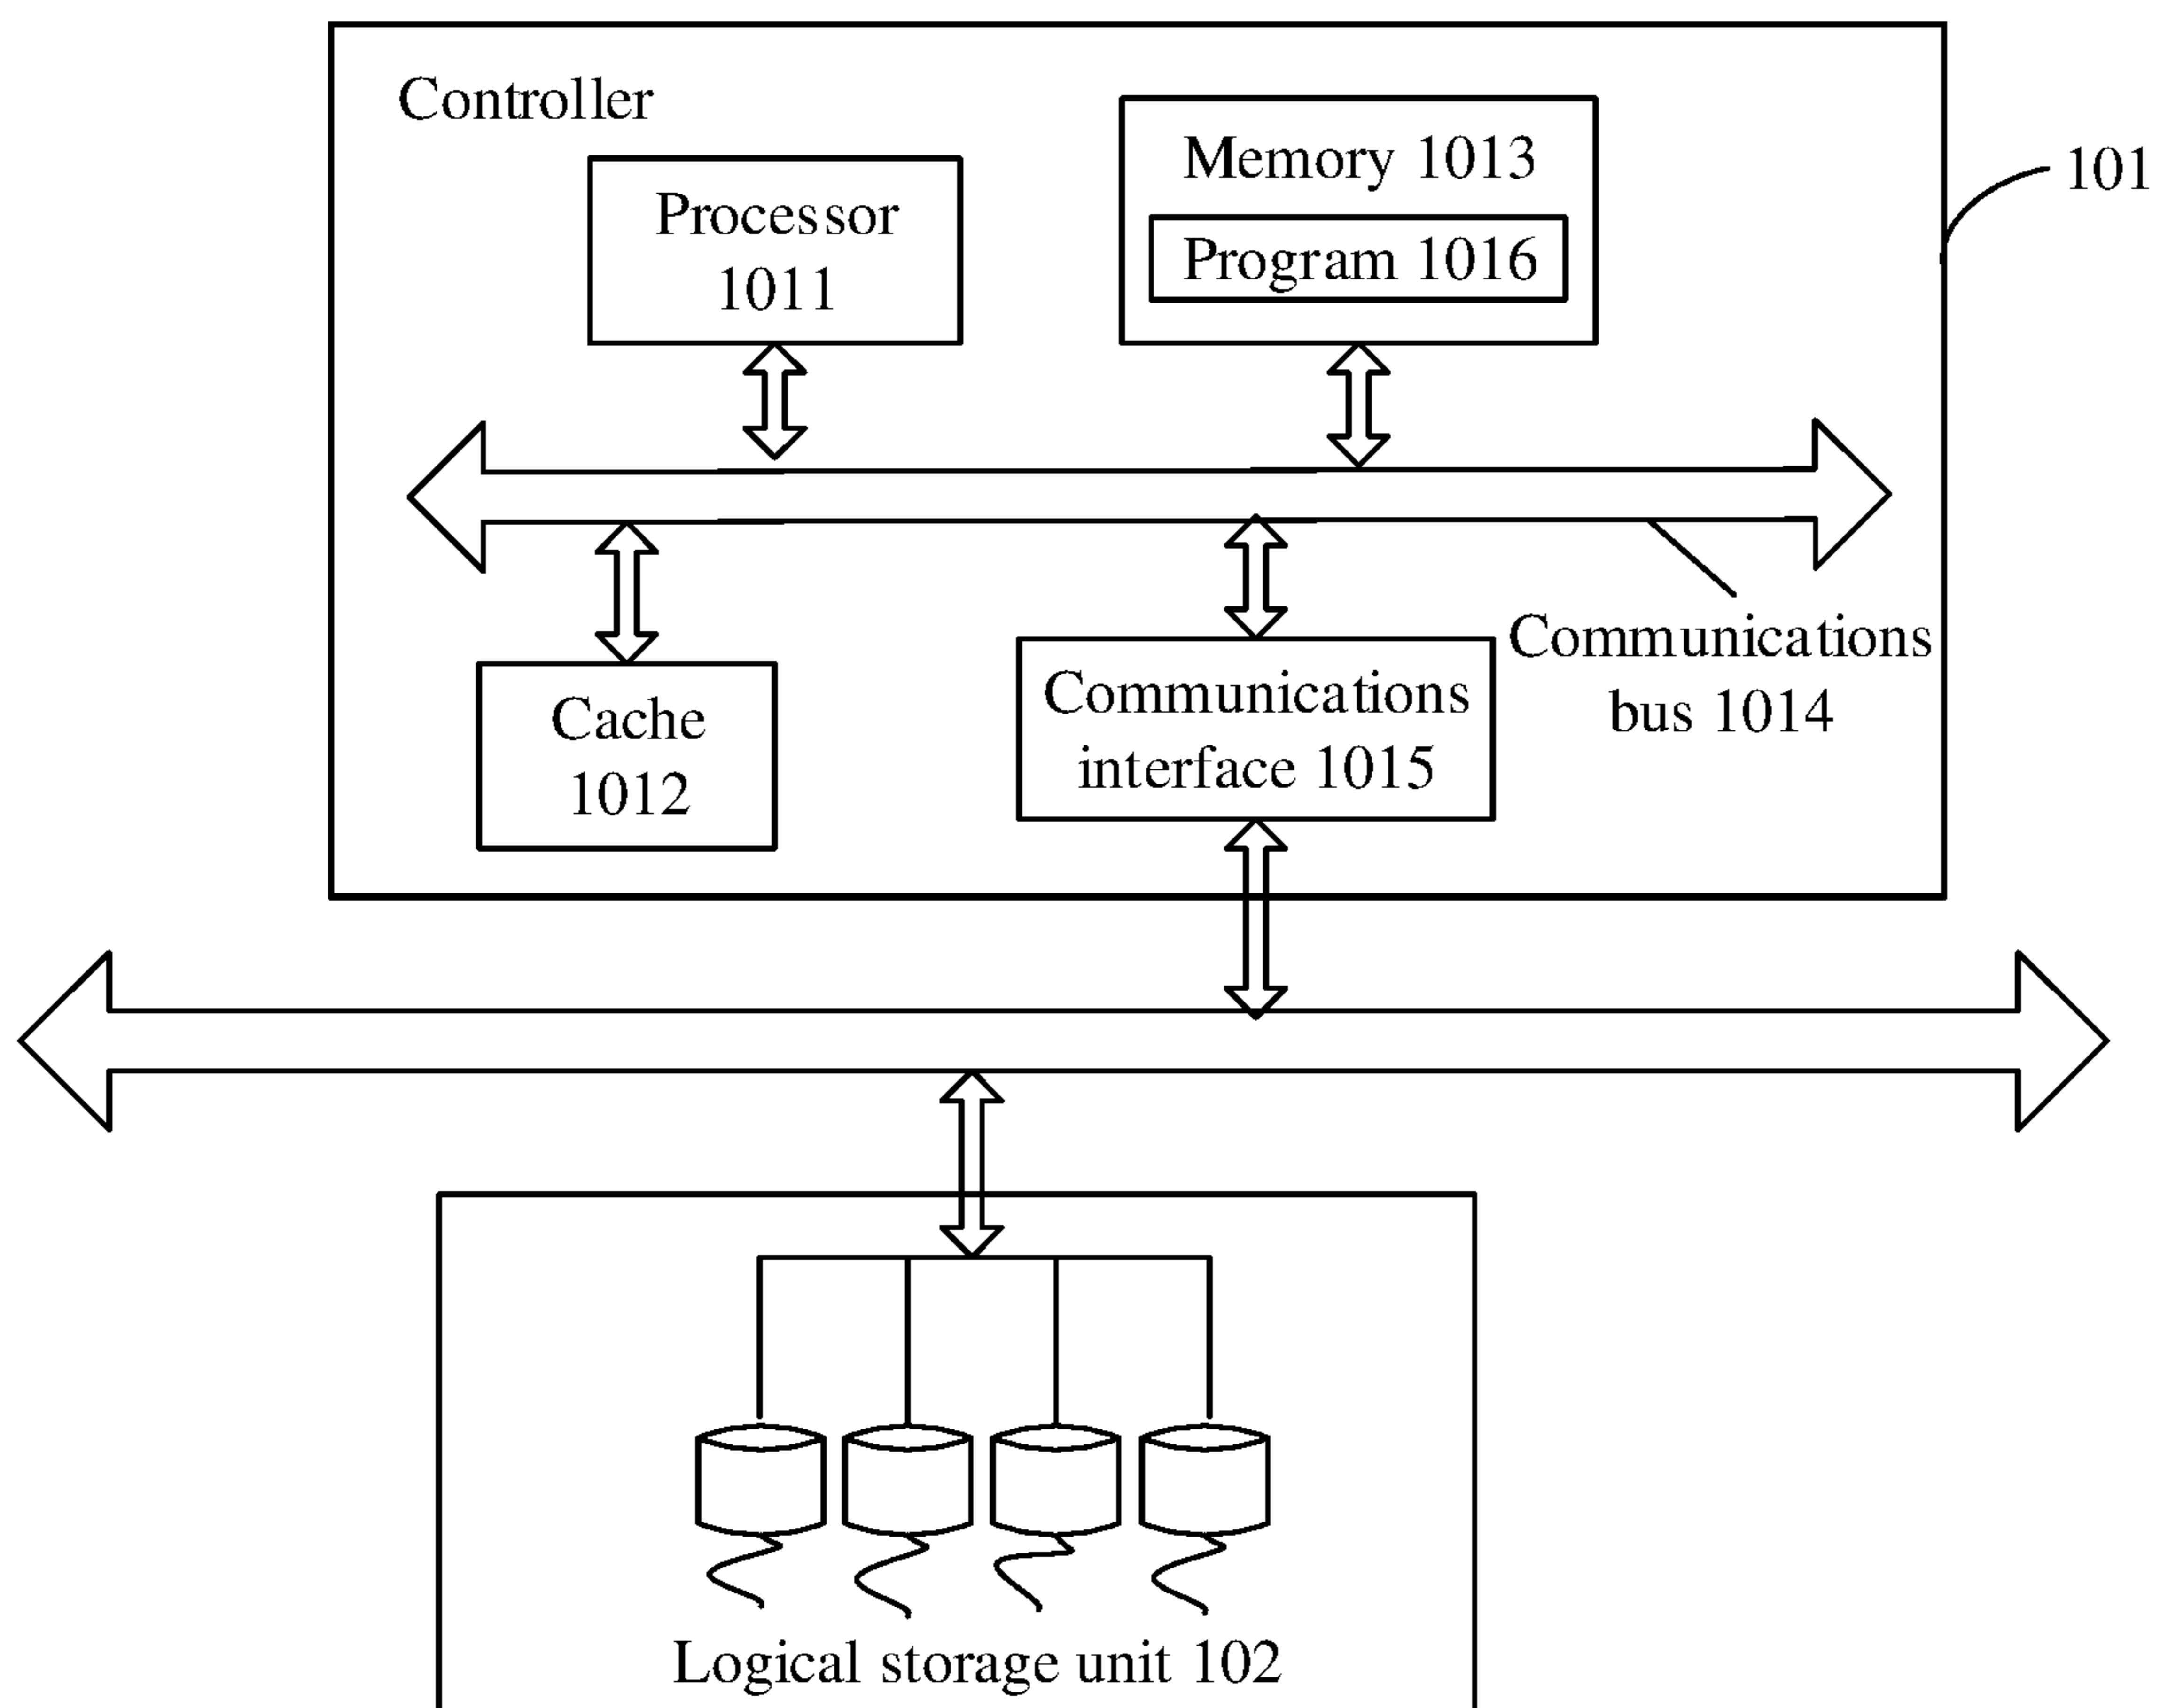 Controller
Memory 1013
101
Processor
1011
Program 1016
Communications
bus 1014
Cache
1012
Communications
interface 1015
Logical storage unit 102